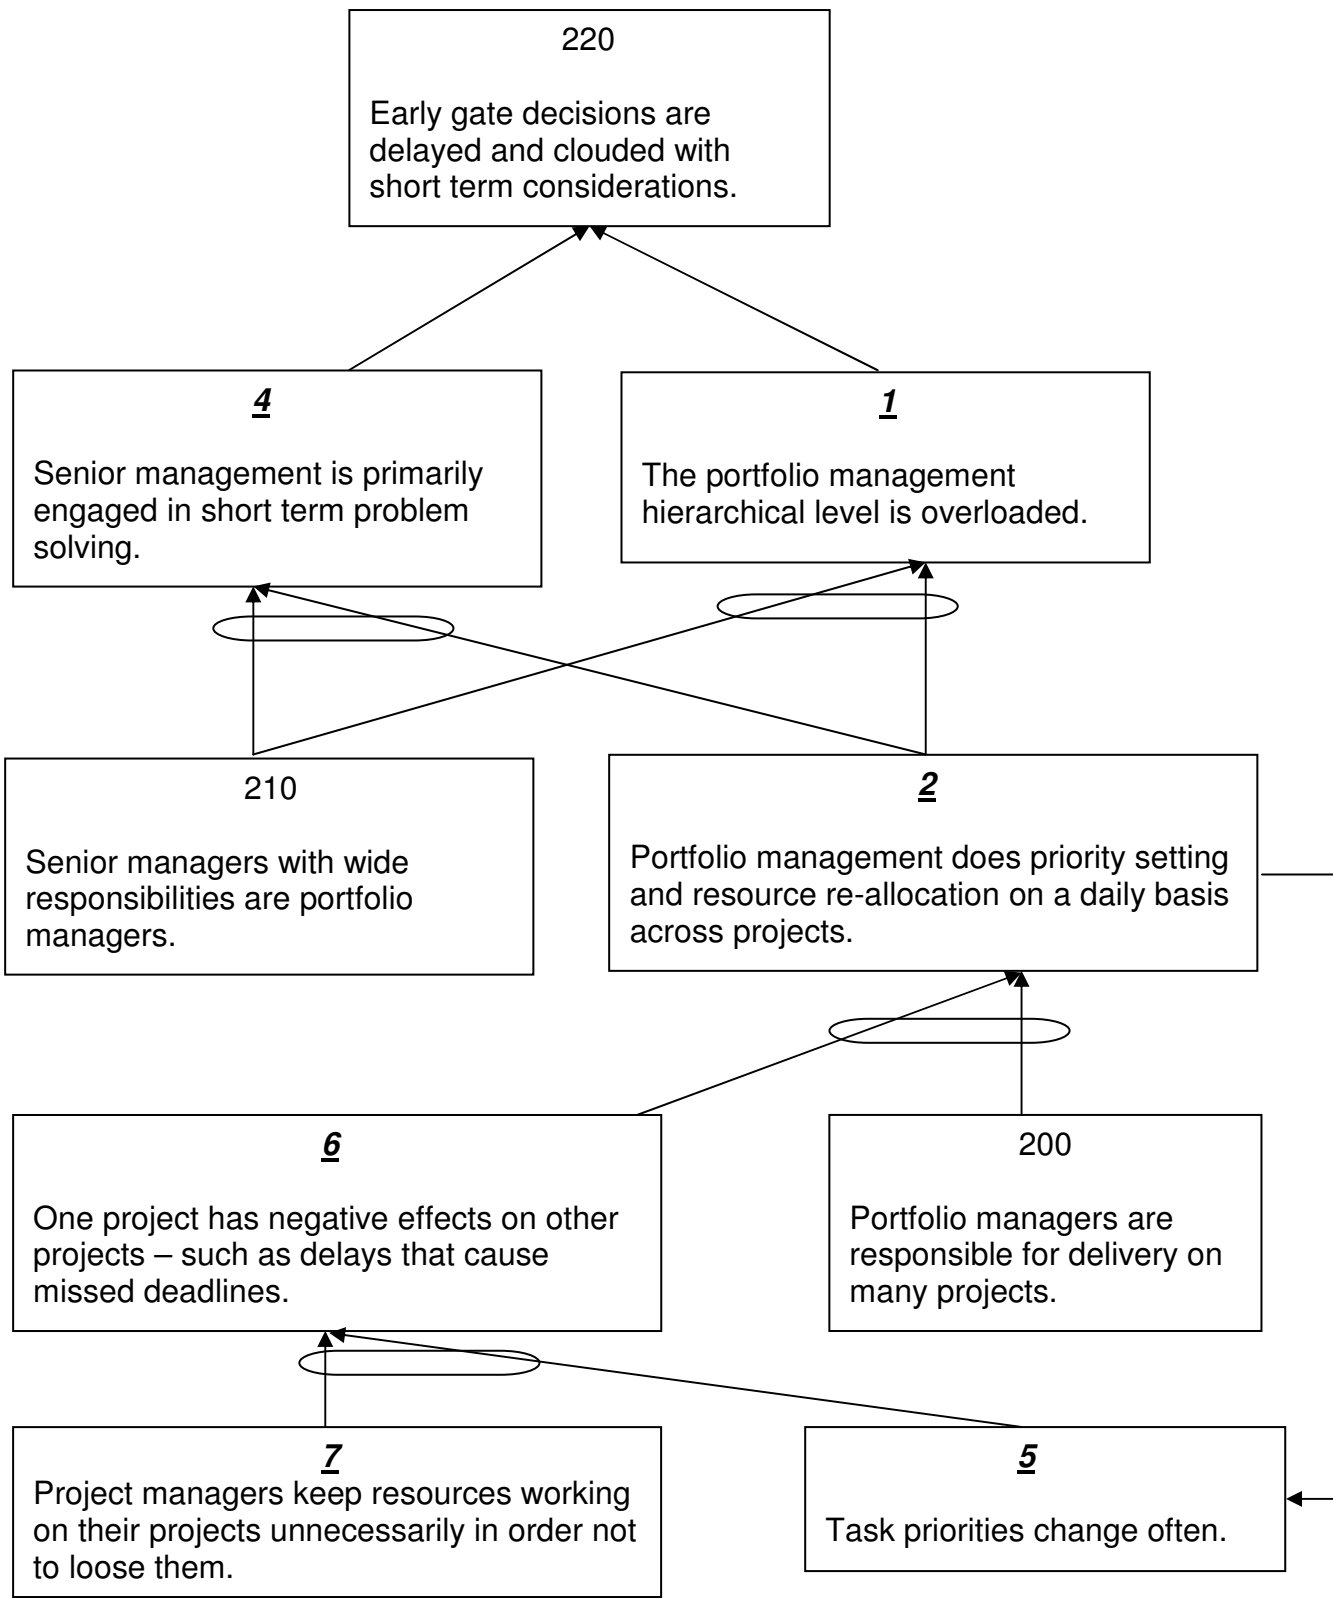 220
Early gate decisions are
delayed and clouded with
short term considerations.
4
Senior management is primarily
engaged in short term problem
solving.
1
The portfolio management
hierarchical level is overloaded.
210
Senior managers with wide
responsibilities are portfolio
managers.
2
Portfolio management does priority setting
and resource re-allocation on a daily basis
across projects.
6
One project has negative effects on other
projects – such as delays that cause
missed deadlines.
200
Portfolio managers are
responsible for delivery on
many projects.
7
Project managers keep resources working
on their projects unnecessarily in order not
to loose them.
5
Task priorities change often.